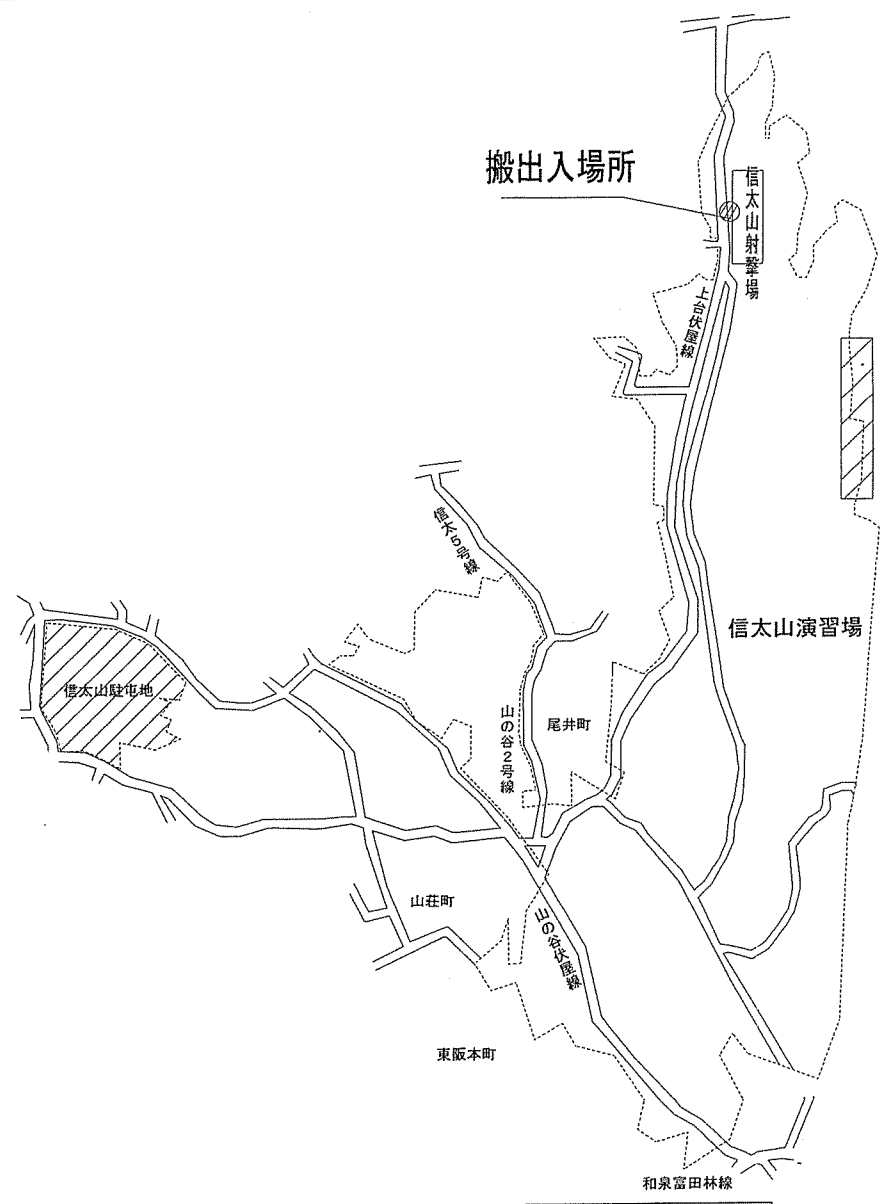 搬出入場所
信太山射撃場
上台伏屋線
信太5号線
信太山演習場
信太山駐屯地
山の谷2号線
尾井町
山荘町
山の谷伏屋線
東阪本町
和泉富田林線